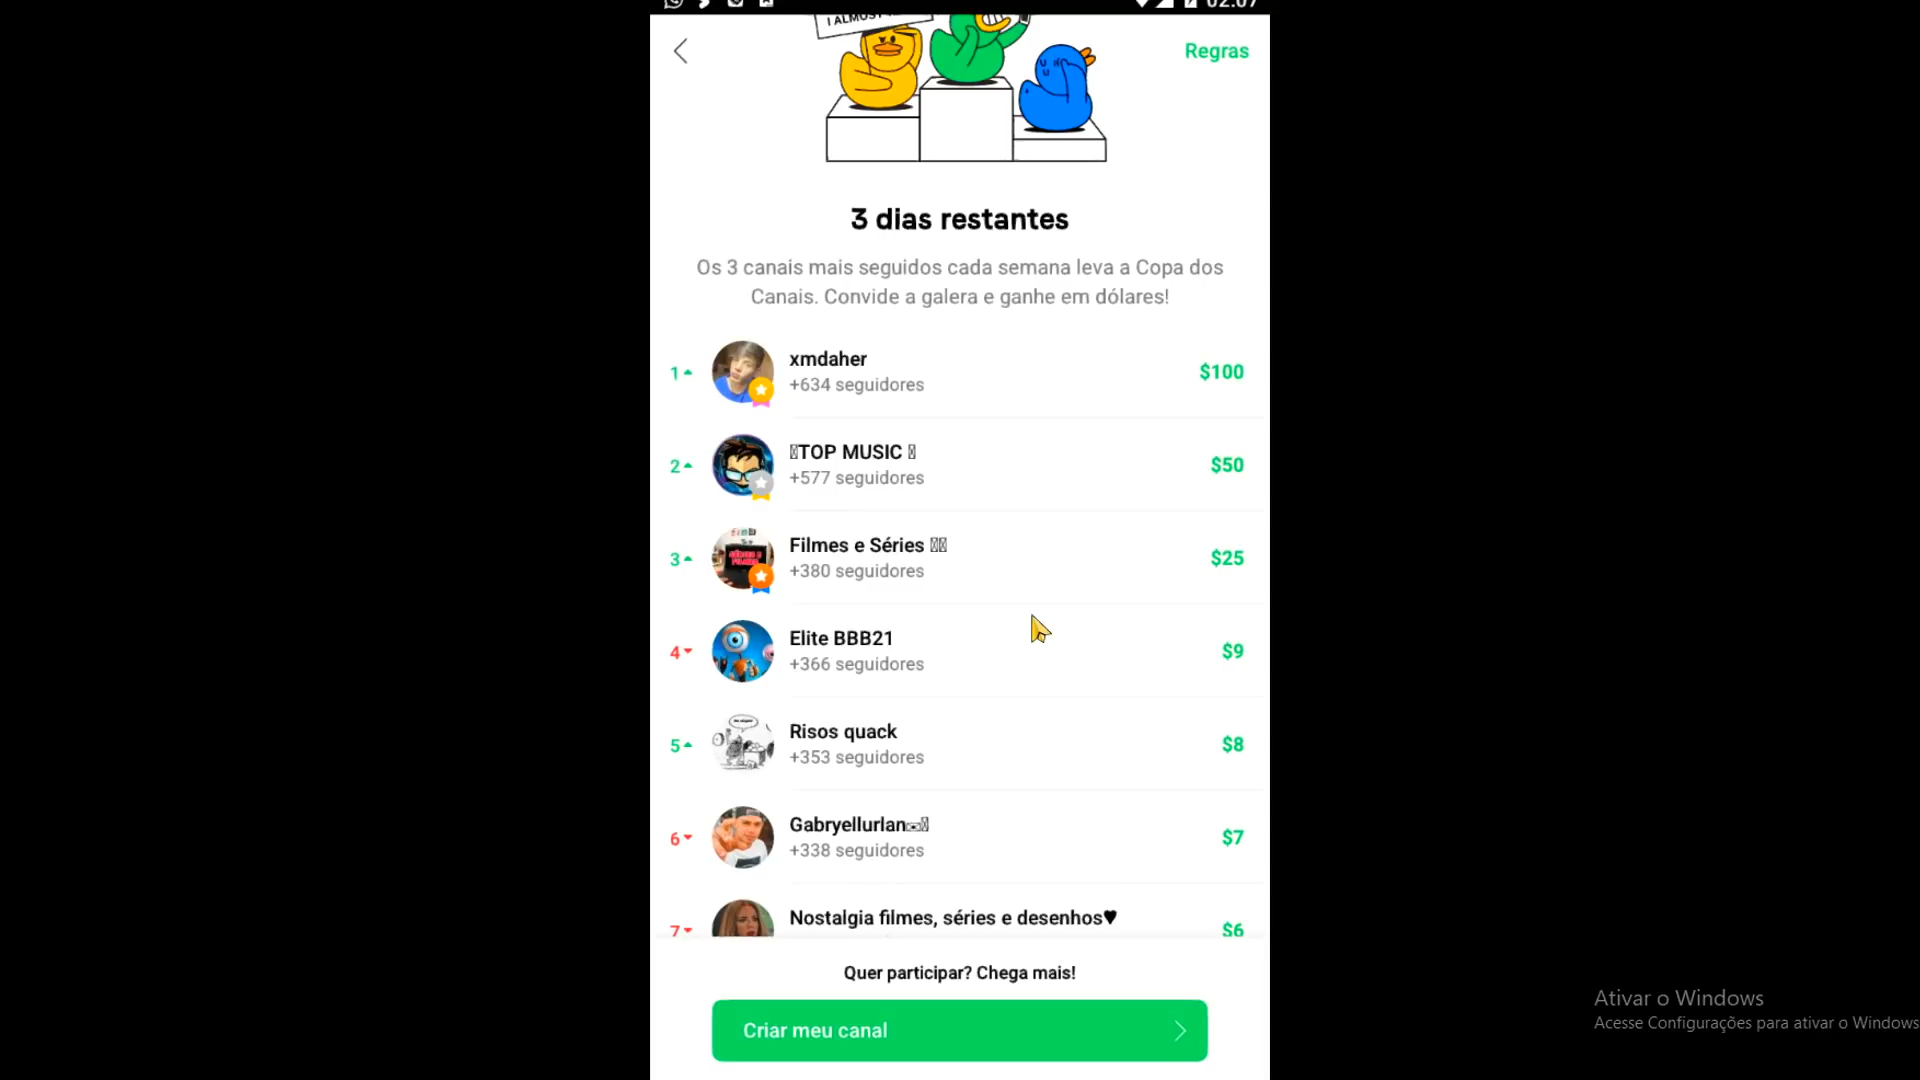 I ALMOST
Regras
3 dias restantes
Os 3 canais mais seguidos cada semana leva a Copa dos
Canais. Convide a galera e ganhe em dólares!
1 xmdaher $100
+634 seguidores
2 TOP MUSIC $50
+577 seguidores
3 Filmes e Séries $25
+380 seguidores
4 Elite BBB21 $9
+366 seguidores
5 Risos quack $8
+353 seguidores
6 Gabryellurlan $7
+338 seguidores
7 Nostalgia filmes, séries e desenhos♥ $6
Quer participar? Chega mais!
Criar meu canal
Ativar o Windows
Acesse Configurações para ativar o Windows